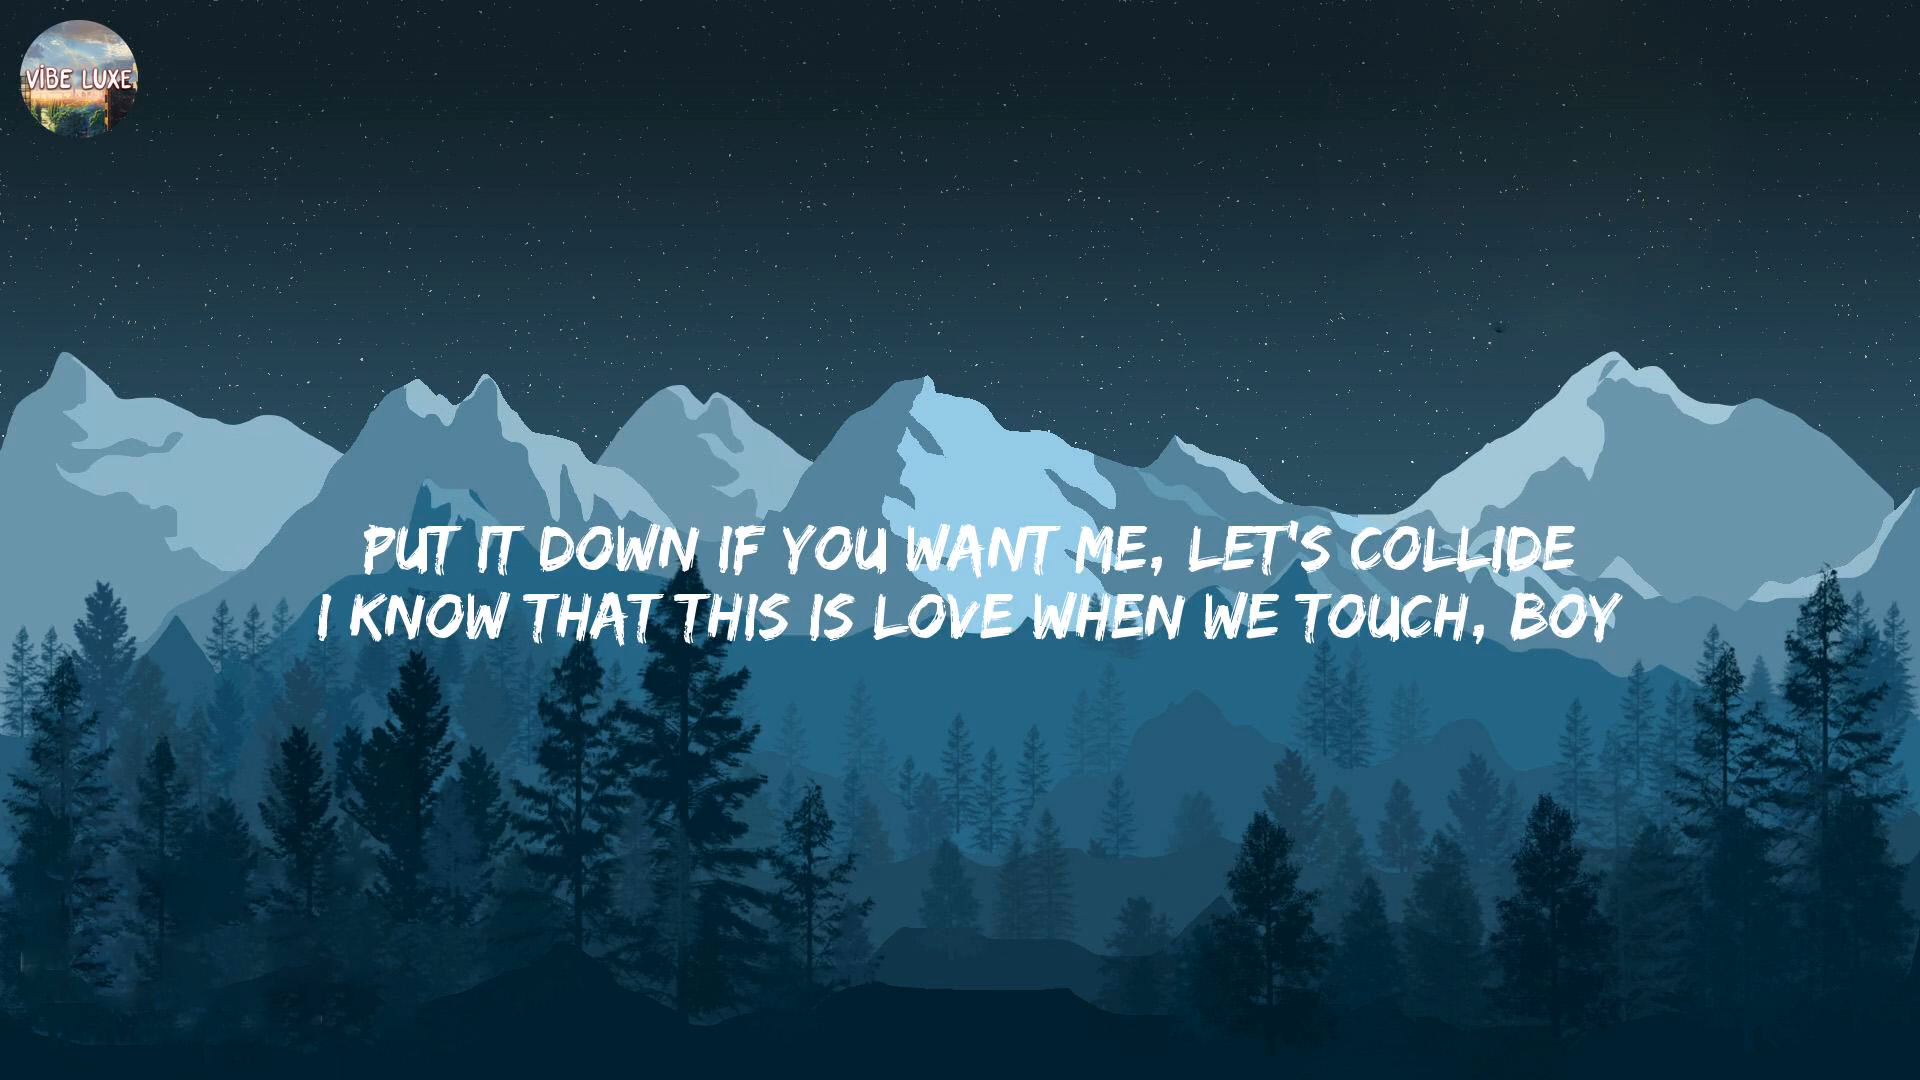 VIBE LUXE
PUT IT DOWN IF YOU WANT ME, LET'S COLLIDE
I KNOW THAT THIS IS LOVE WHEN WE TOUCH, BOY